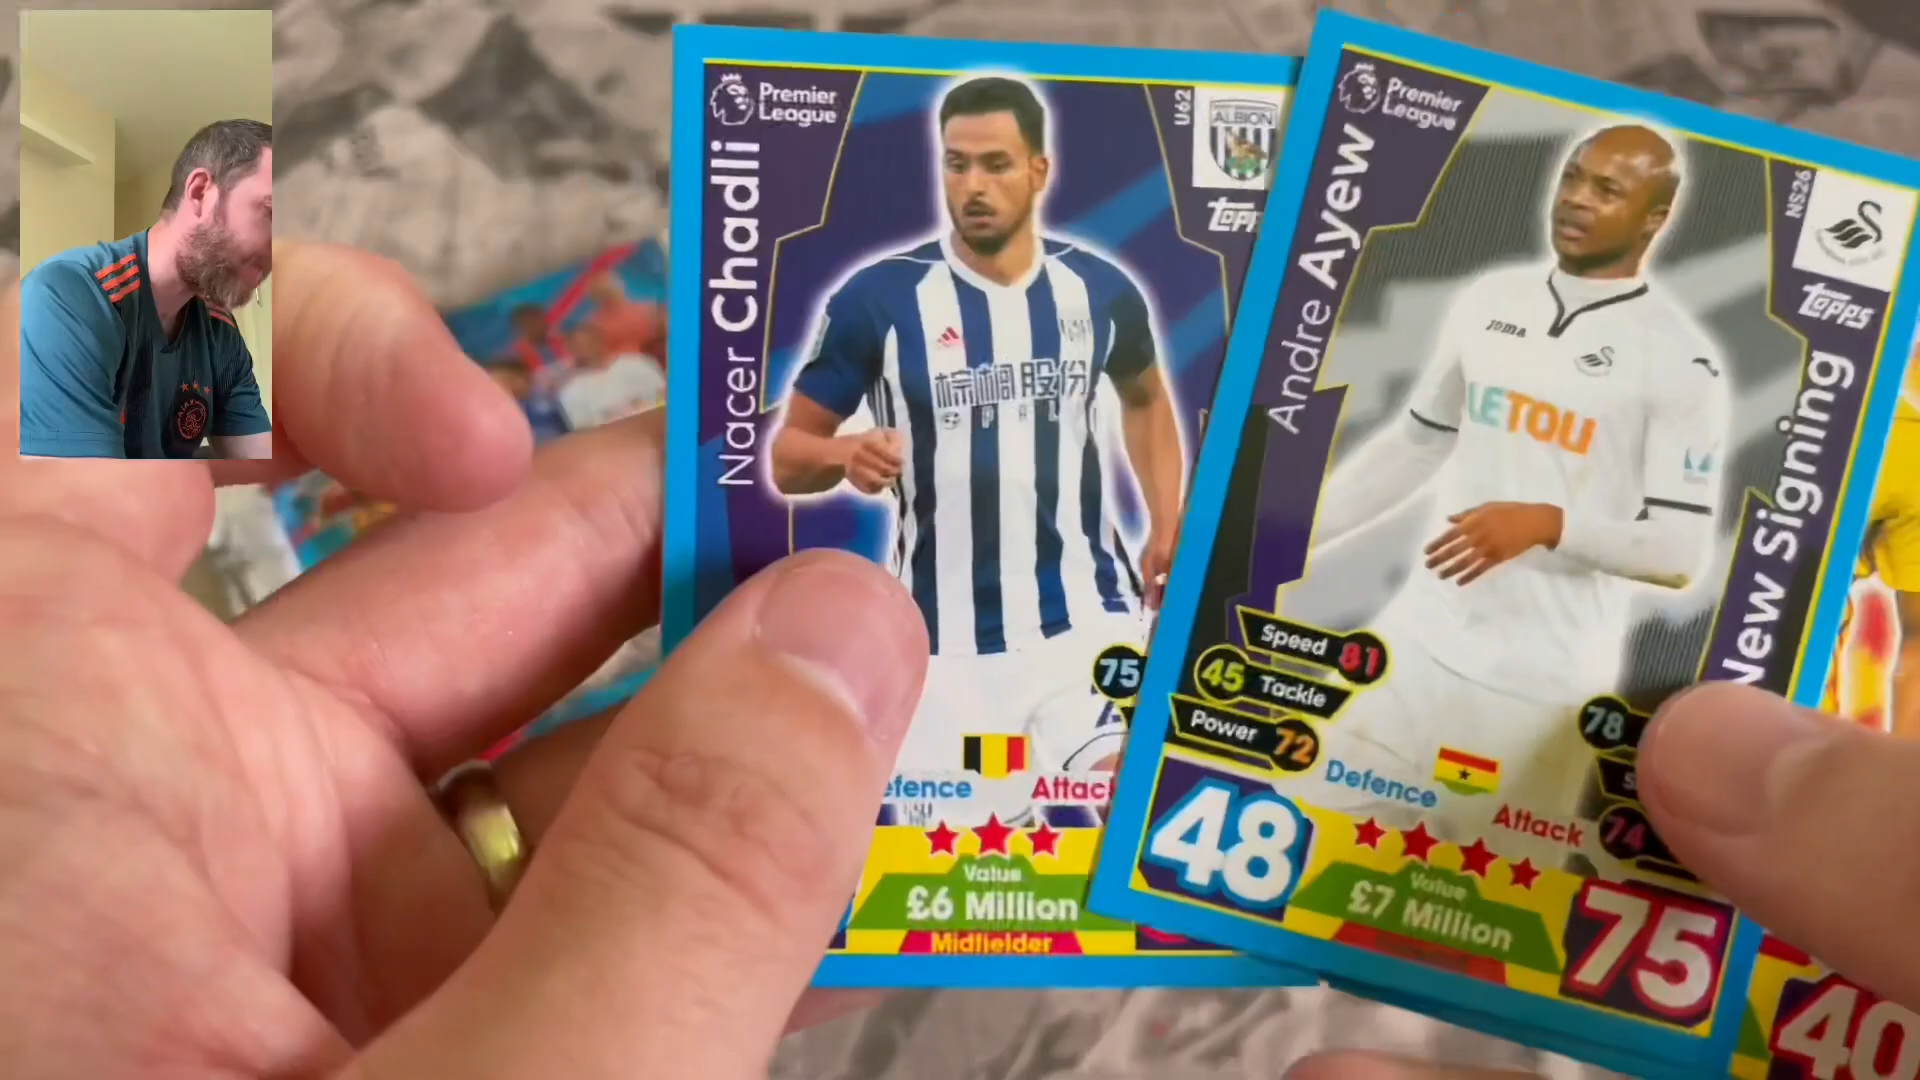 Premier
League
U62
ALBION
TOPPS
Nacer Chadli
棕榈股份
75
Defence
Attack
Value
£6 Million
Midfielder
Premier
League
NS26
TOPPS
Andre Ayew
Joma
LETOU
New Signing
Speed 81
45 Tackle
Power 72
78
74
Defence
Attack
48
Value
£7 Million
75
40
AJAX